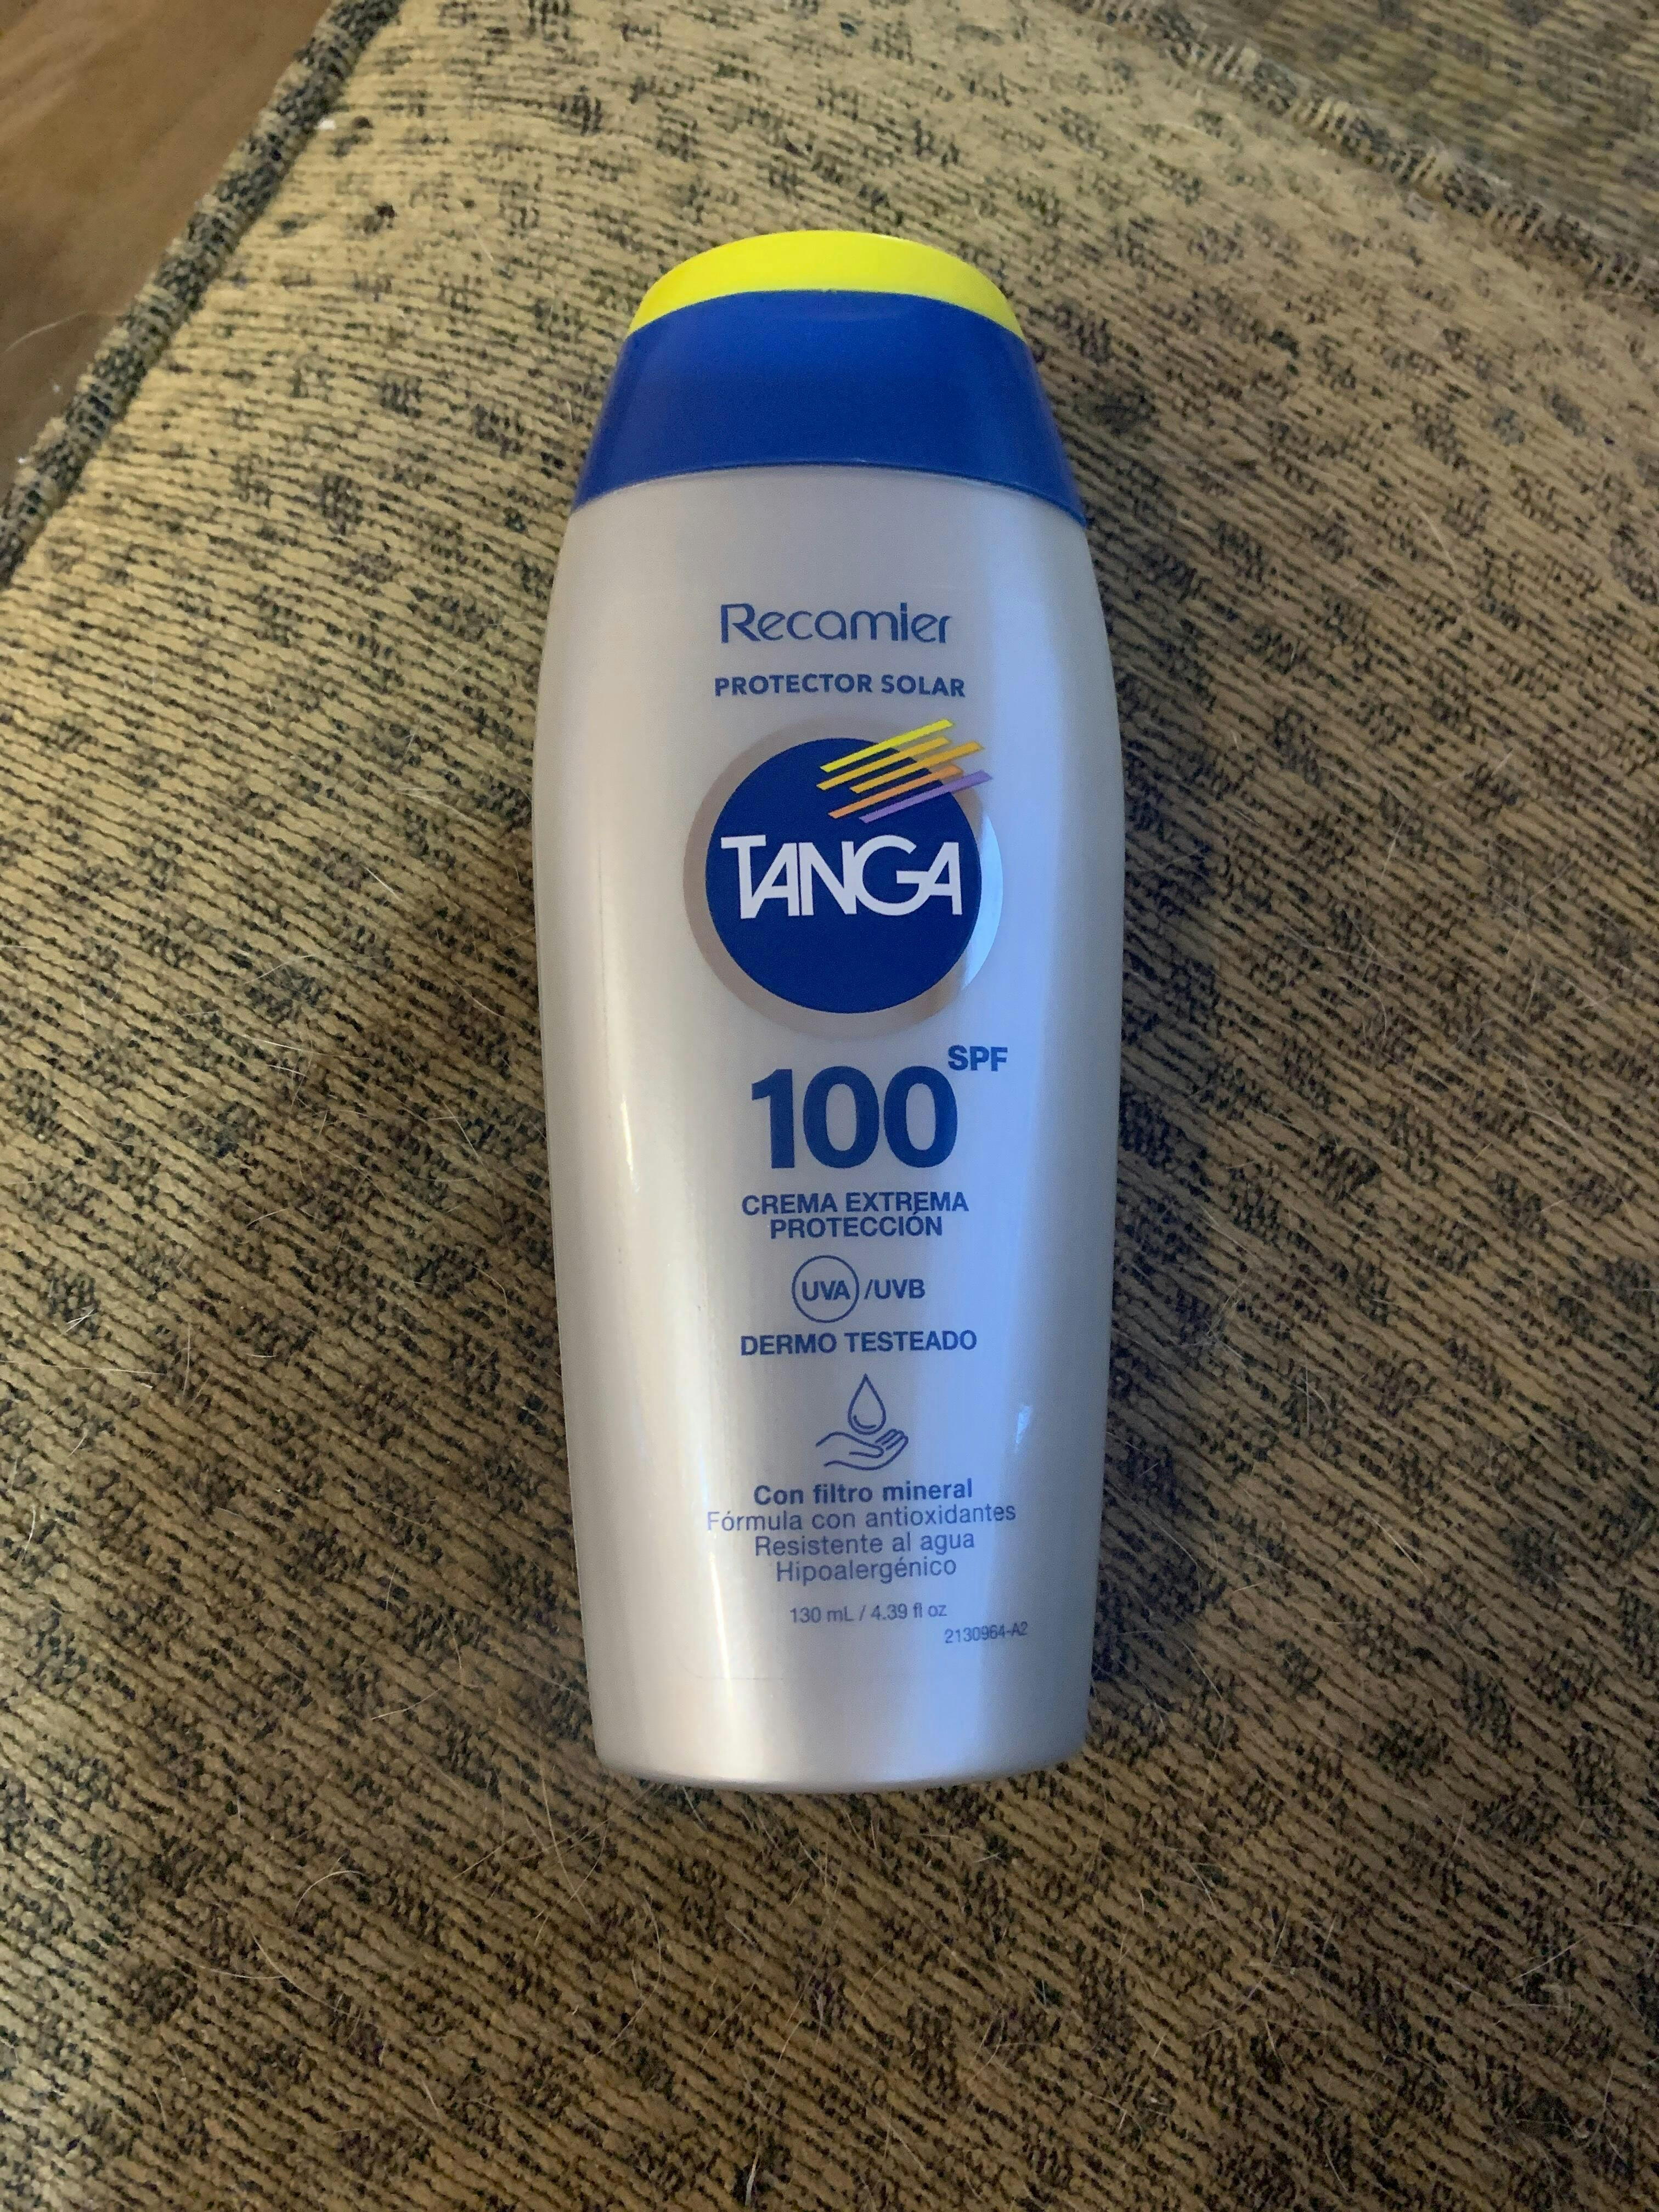 Recamier
PROTECTOR SOLAR
TANGA
100 SPF
CREMA EXTREMA
PROTECCIÓN
UVA/UVB
DERMO TESTEADO
Con filtro mineral
Fórmula con antioxidantes
Resistente al agua
Hipoalergénico
130 mL / 4.39 fl oz
2130964-A2